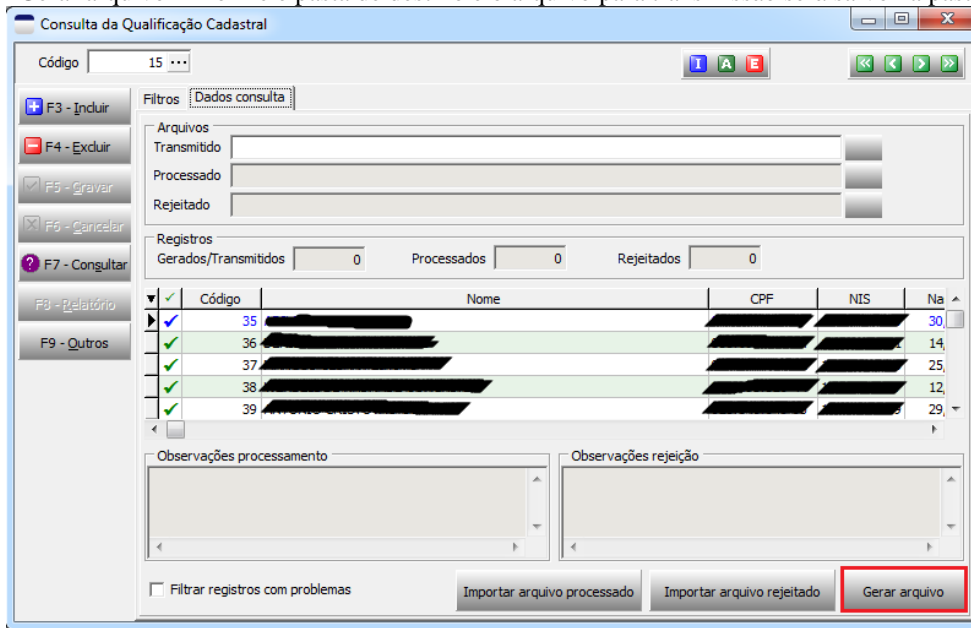 Consulta da Qualificação Cadastral
Código 15 ...
I A E
F3 - Incluir
F4 - Excluir
F5 - Gravar
F6 - Cancelar
F7 - Consultar
F8 - Relatório
F9 - Outros
Filtros Dados consulta
Arquivos
Transmitido
Processado
Rejeitado
Registros
Gerados/Transmitidos 0 Processados 0 Rejeitados 0
Código Nome CPF NIS Na
35 30,
36 14,
37 25,
38 12,
39 29,
Observações processamento Observações rejeição
Filtrar registros com problemas Importar arquivo processado Importar arquivo rejeitado Gerar arquivo